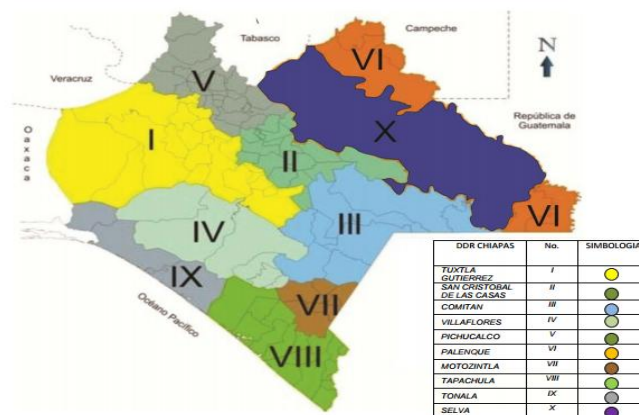 Tabasco
Campeche
N
Veracruz
VI
V
República de
Guatemala
X
Oaxaca
I
II
VI
III
IV
IX
VII
Océano Pacífico
VIII
DDR CHIAPAS No. SIMBOLOGIA
TUXTLA GUTIERREZ I
SAN CRISTOBAL DE LAS CASAS II
COMITAN III
VILLAFLORES IV
PICHUCALCO V
PALENQUE VI
MOTOZINTLA VII
TAPACHULA VIII
TONALA IX
SELVA X